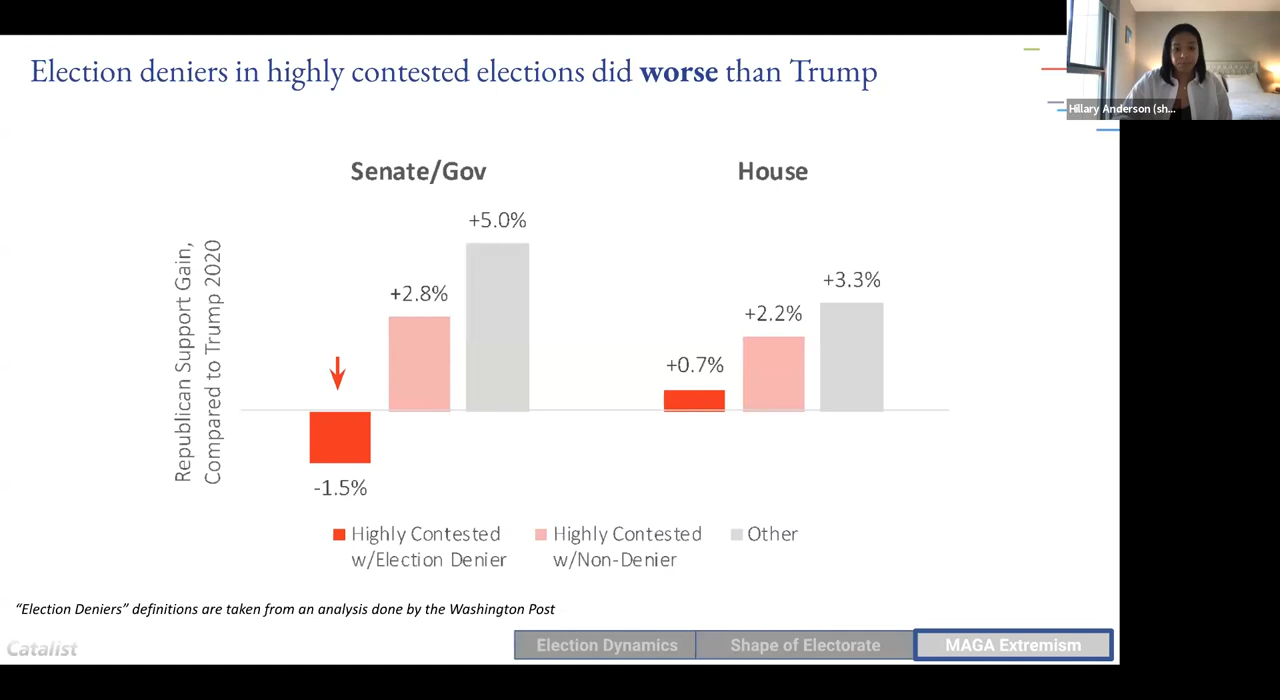 Election deniers in highly contested elections did worse than Trump
Hillary Anderson (sh...
Senate/Gov
House
Republican Support Gain,
Compared to Trump 2020
+5.0%
+2.8%
-1.5%
+3.3%
+2.2%
+0.7%
Highly Contested
w/Election Denier
Highly Contested
w/Non-Denier
Other
“Election Deniers” definitions are taken from an analysis done by the Washington Post
Catalist
Election Dynamics
Shape of Electorate
MAGA Extremism